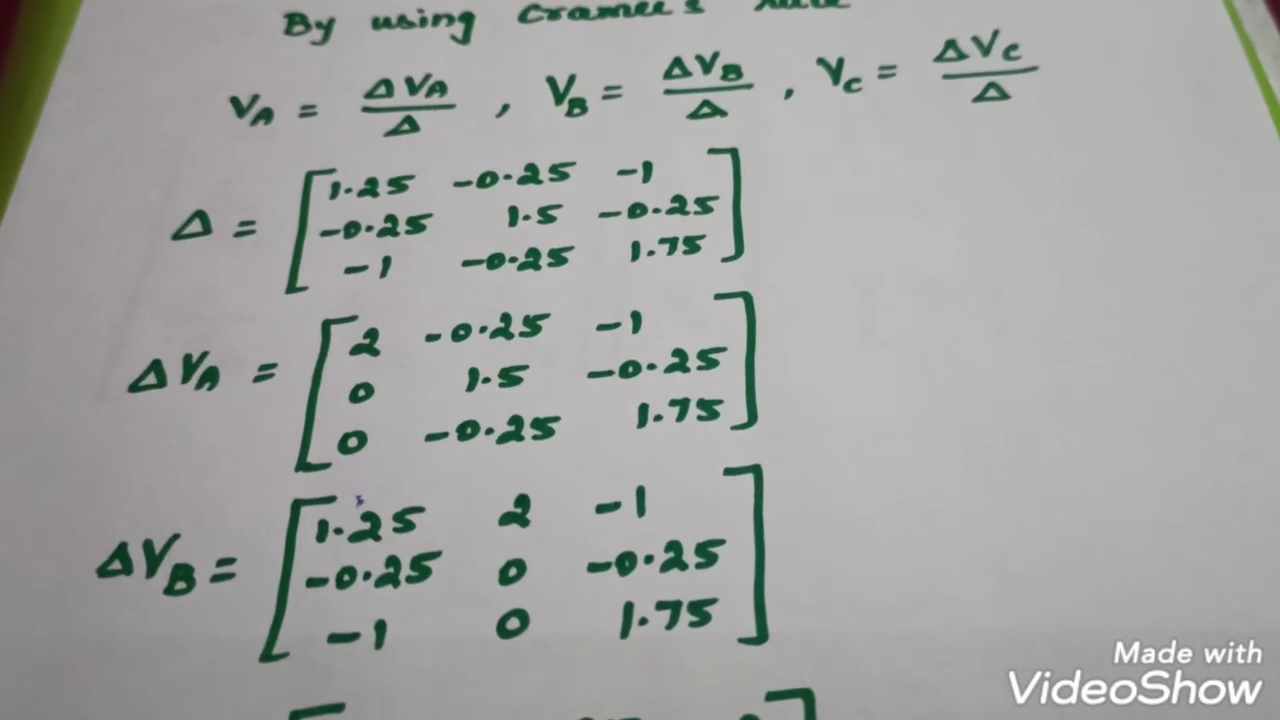 By using Cramer's rule
VA = ΔVA/Δ , VB = ΔVB/Δ , VC = ΔVC/Δ
Δ = [1.25 -0.25 -1
-0.25 1.5 -0.25
-1 -0.25 1.75]
ΔVA = [2 -0.25 -1
0 1.5 -0.25
0 -0.25 1.75]
ΔVB = [1.25 2 -1
-0.25 0 -0.25
-1 0 1.75]
Made with
VideoShow